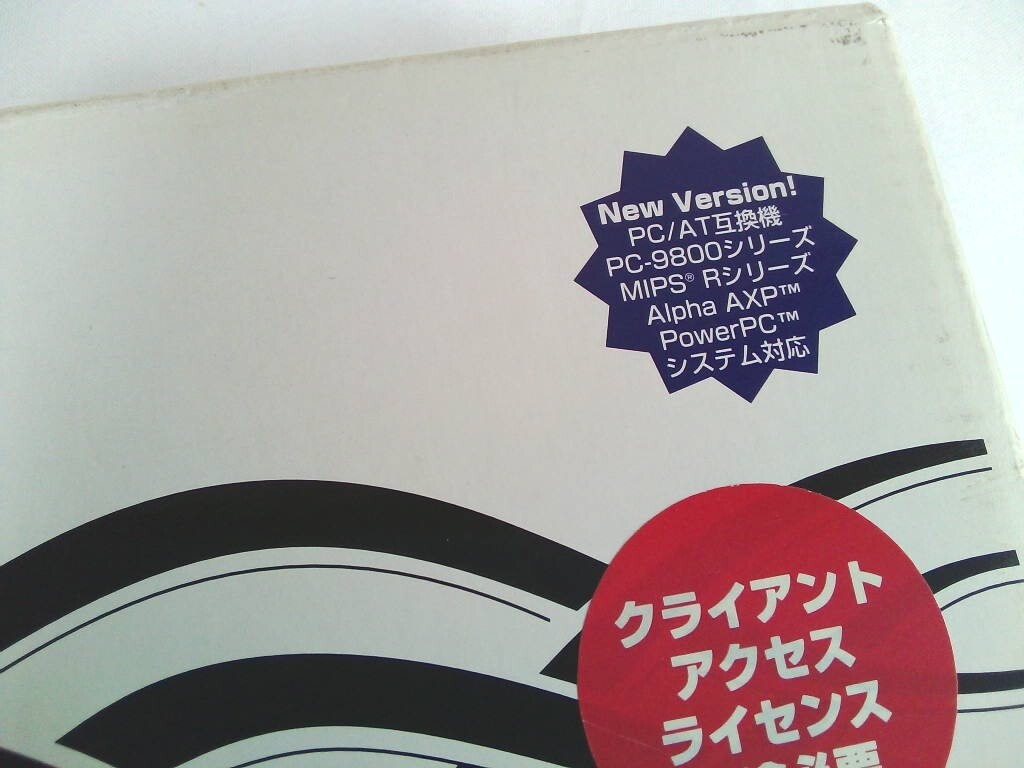 New Version!
PC/AT互換機
PC-9800シリーズ
MIPS® Rシリーズ
Alpha AXP™
PowerPC™
システム対応
クライアント
アクセス
ライセンス